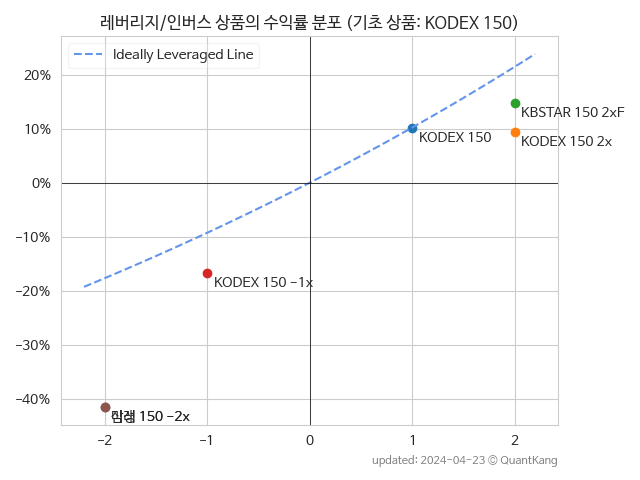 레버리지/인버스 상품의 수익률 분포 (기초 상품: KODEX 150)
Ideally Leveraged Line
20%
10%
0%
−10%
−20%
−30%
−40%
KBSTAR 150 2xF
KODEX 150
KODEX 150 2x
KODEX 150 −1x
150 −2x
−2
−1
0
1
2
updated: 2024-04-23 © QuantKang